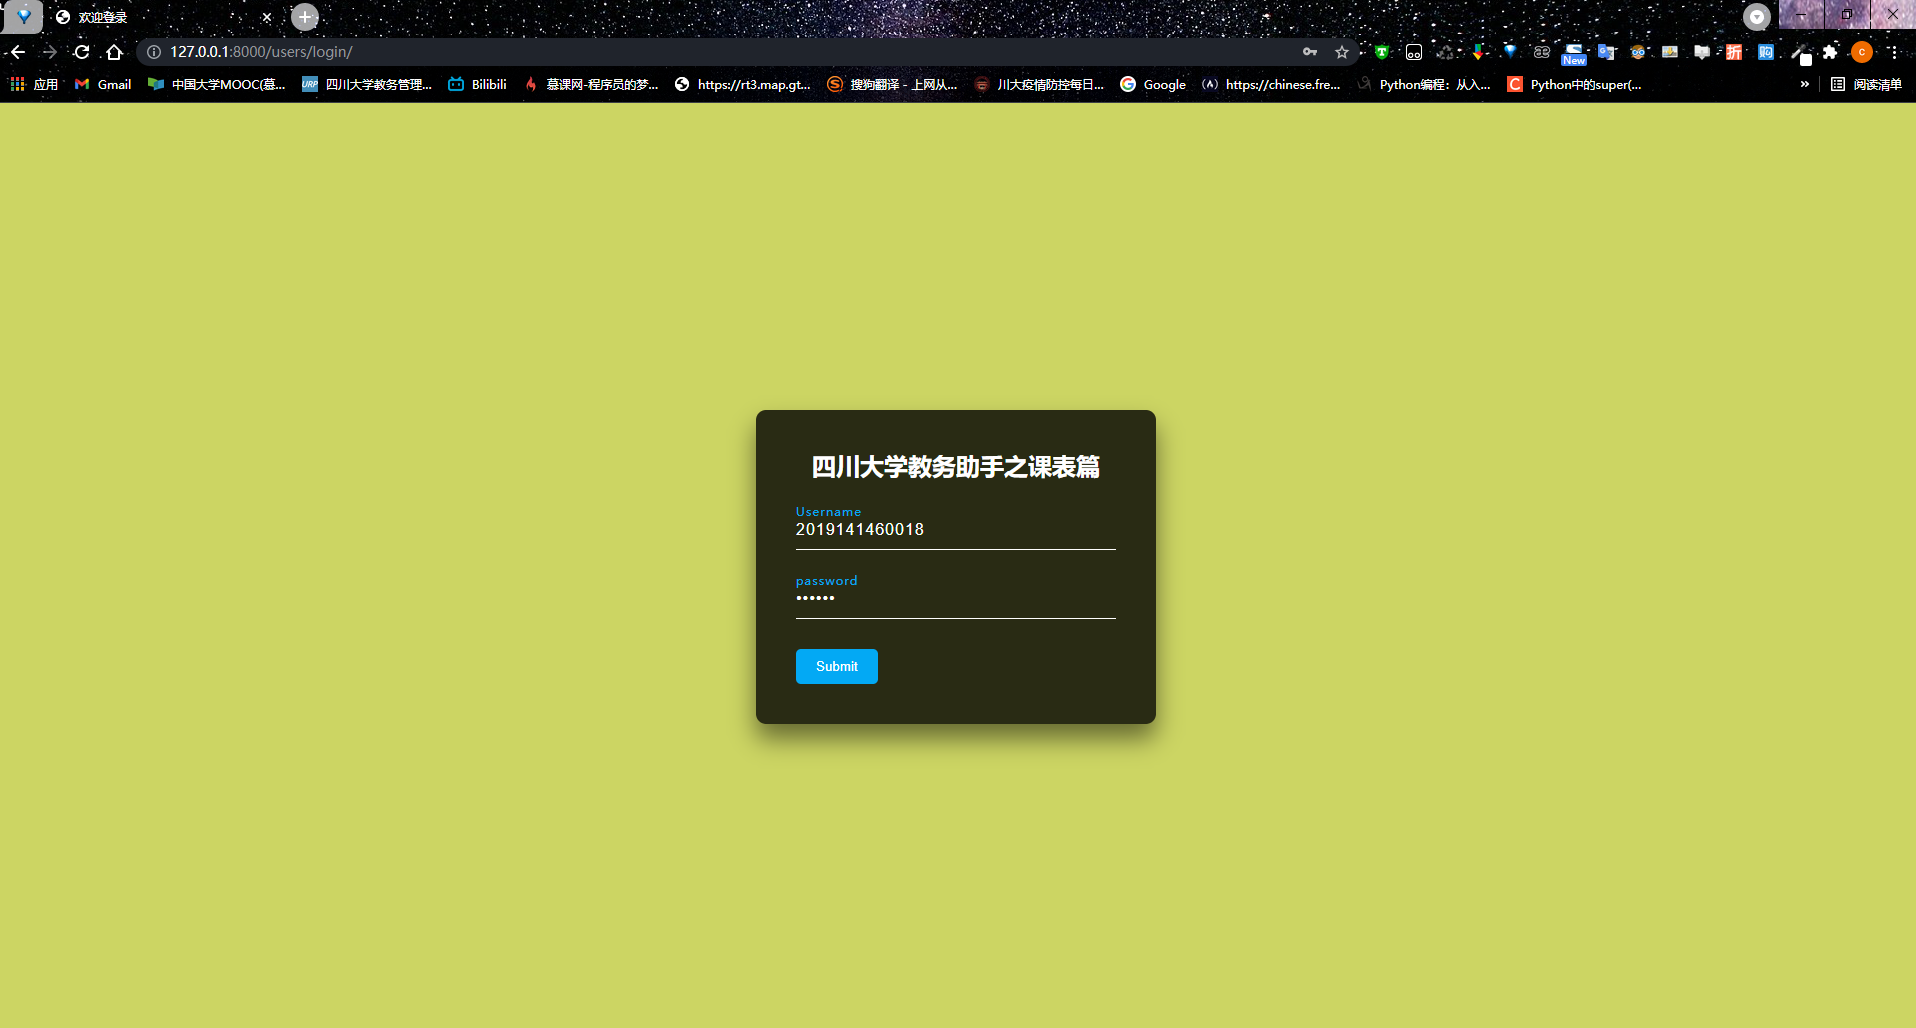 欢迎登录
127.0.0.1:8000/users/login/
New
应用 Gmail 中国大学MOOC(慕... URP 四川大学教务管理... Bilibili 慕课网-程序员的梦... https://rt3.map.gt... 搜狗翻译 - 上网从... 川大疫情防控每日... Google https://chinese.fre... Python编程：从入... C Python中的super(... » 阅读清单
四川大学教务助手之课表篇
Username
2019141460018
password
••••••
Submit